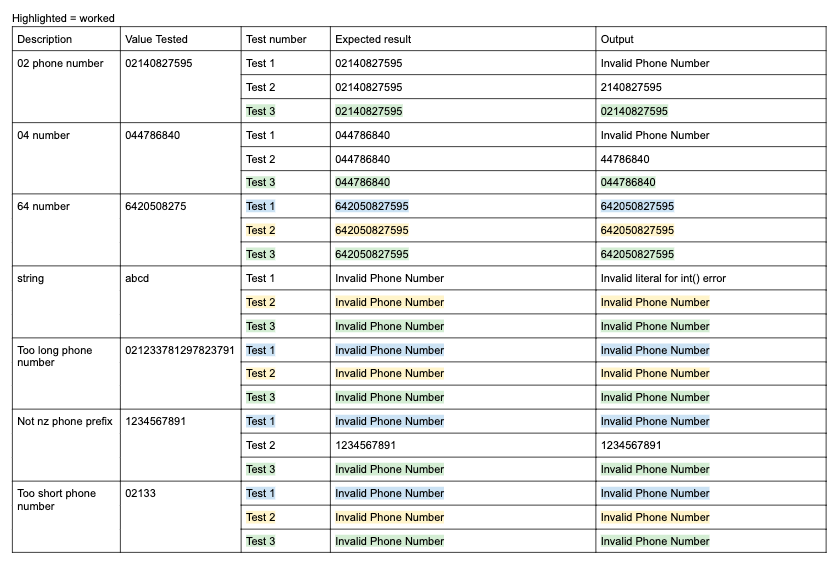 Highlighted = worked
Description Value Tested Test number Expected result Output
02 phone number 02140827595 Test 1 02140827595 Invalid Phone Number
Test 2 02140827595 2140827595
Test 3 02140827595 02140827595
04 number 044786840 Test 1 044786840 Invalid Phone Number
Test 2 044786840 44786840
Test 3 044786840 044786840
64 number 6420508275 Test 1 642050827595 642050827595
Test 2 642050827595 642050827595
Test 3 642050827595 642050827595
string abcd Test 1 Invalid Phone Number Invalid literal for int() error
Test 2 Invalid Phone Number Invalid Phone Number
Test 3 Invalid Phone Number Invalid Phone Number
Too long phone number 021233781297823791 Test 1 Invalid Phone Number Invalid Phone Number
Test 2 Invalid Phone Number Invalid Phone Number
Test 3 Invalid Phone Number Invalid Phone Number
Not nz phone prefix 1234567891 Test 1 Invalid Phone Number Invalid Phone Number
Test 2 1234567891 1234567891
Test 3 Invalid Phone Number Invalid Phone Number
Too short phone number 02133 Test 1 Invalid Phone Number Invalid Phone Number
Test 2 Invalid Phone Number Invalid Phone Number
Test 3 Invalid Phone Number Invalid Phone Number